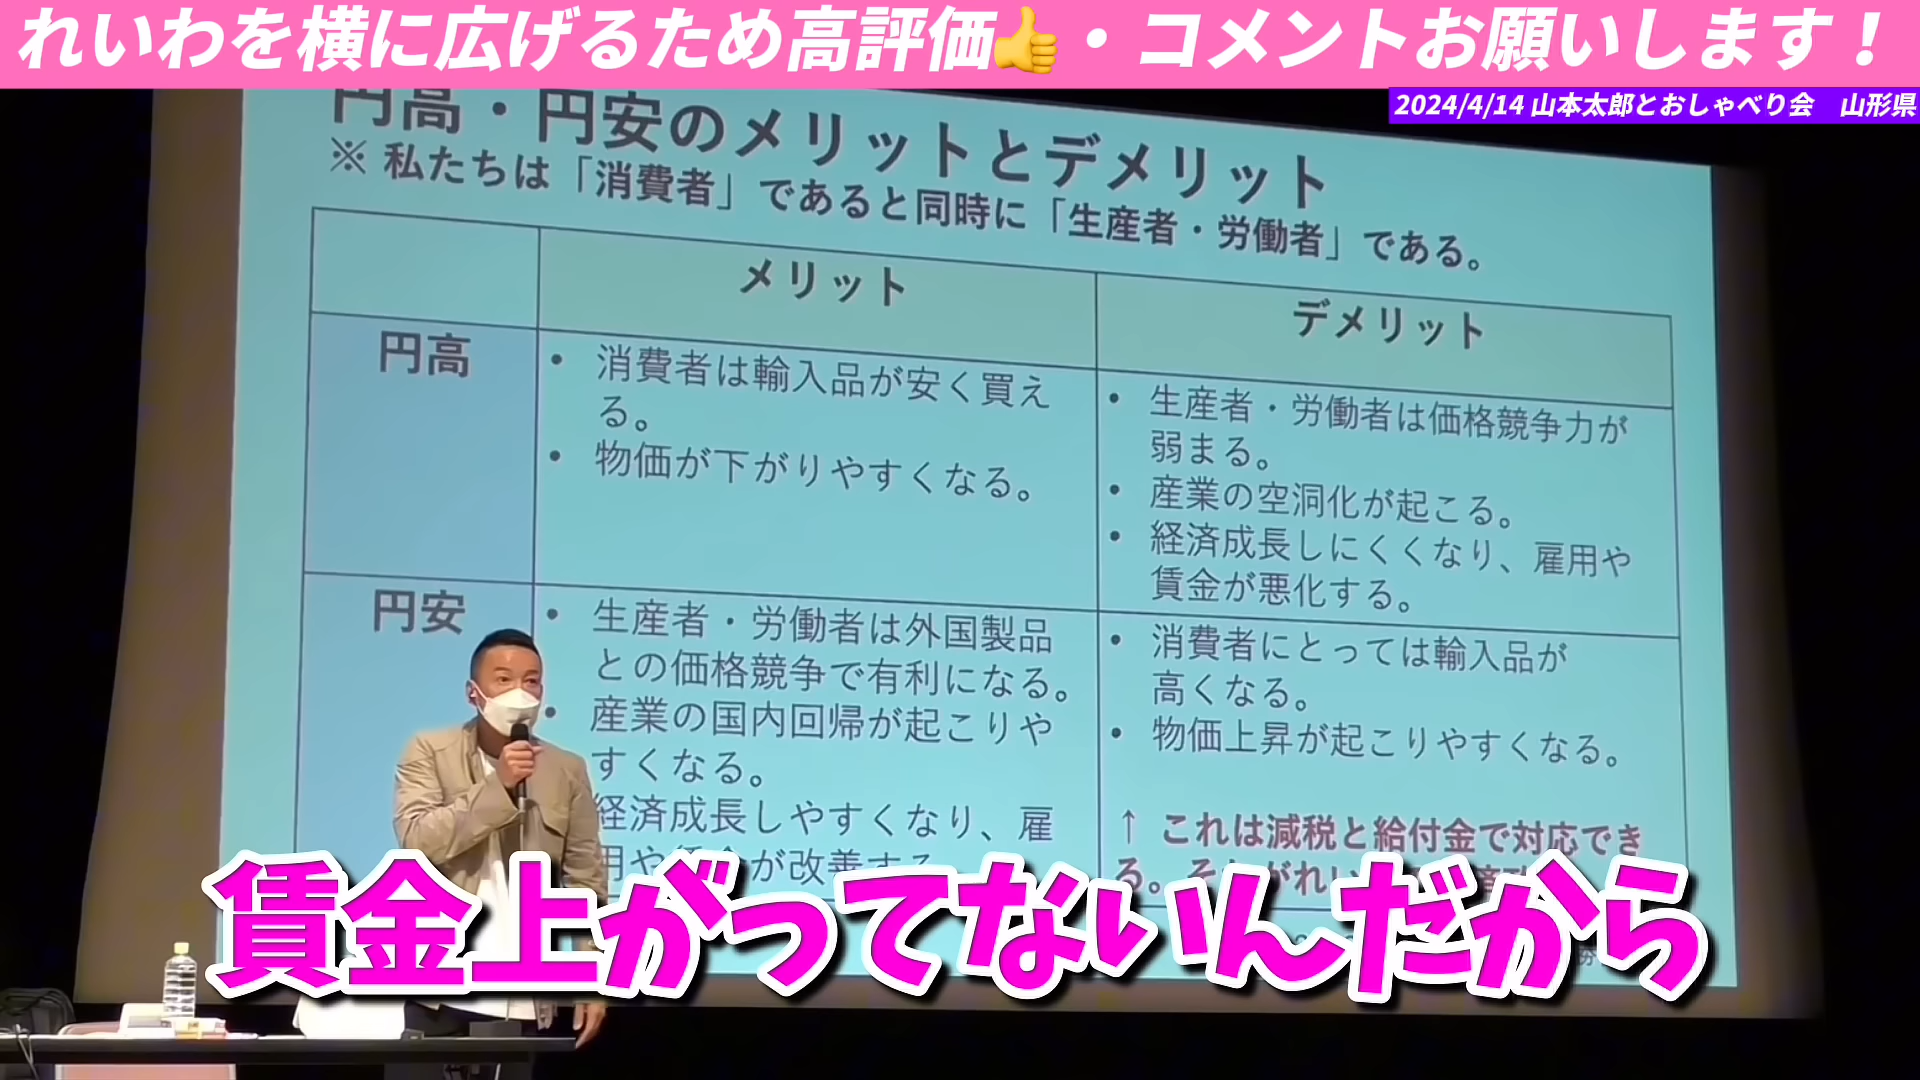 れいわを横に広げるため高評価👍・コメントお願いします！
2024/4/14 山本太郎とおしゃべり会　山形県
円高・円安のメリットとデメリット
※ 私たちは「消費者」であると同時に「生産者・労働者」である。
メリット
デメリット
円高
• 消費者は輸入品が安く買え
る。
• 物価が下がりやすくなる。
• 生産者・労働者は価格競争力が
弱まる。
• 産業の空洞化が起こる。
• 経済成長しにくくなり、雇用や
賃金が悪化する。
円安
• 生産者・労働者は外国製品
との価格競争で有利になる。
• 産業の国内回帰が起こりや
すくなる。
経済成長しやすくなり、雇
用や賃金が改善する
• 消費者にとっては輸入品が
高くなる。
• 物価上昇が起こりやすくなる。
↑ これは減税と給付金で対応でき
る。
賃金上がってないんだから